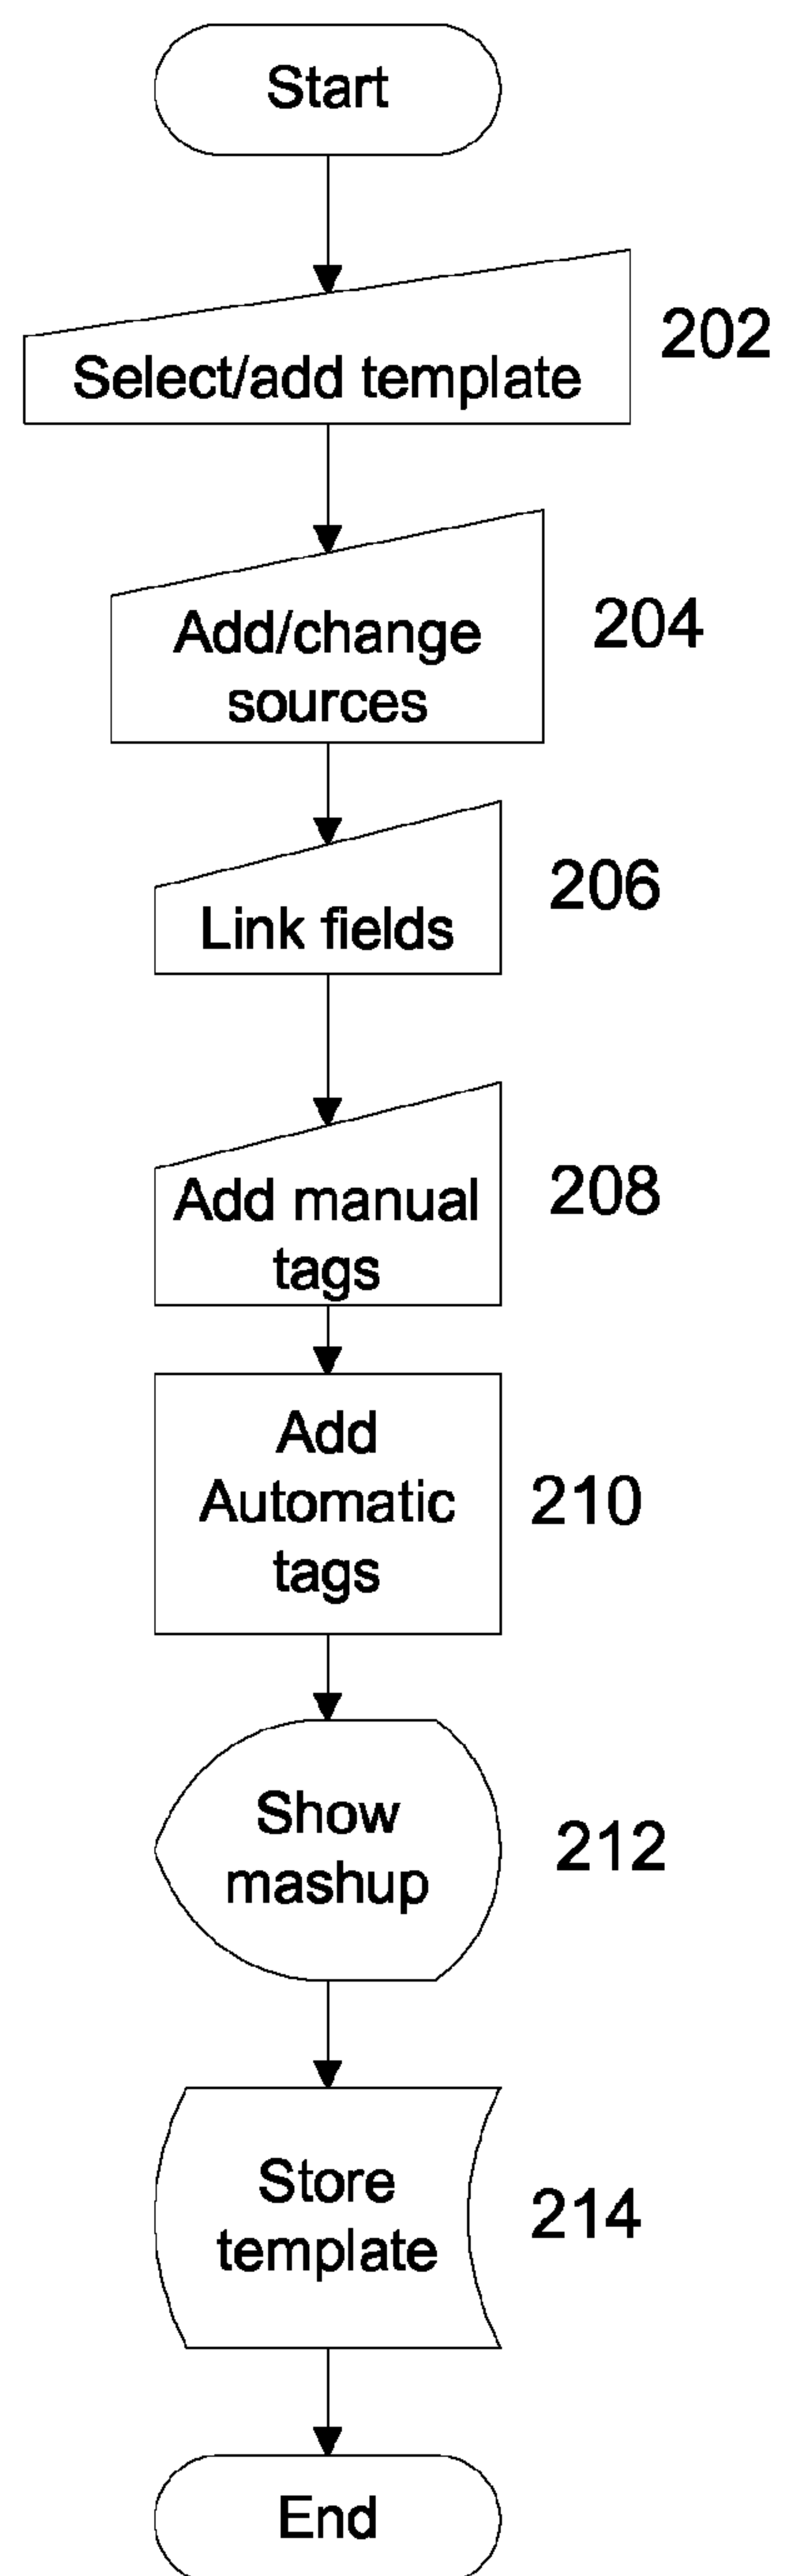 Start
Select/add template
202
Add/change
sources
204
Link fields
206
Add manual
tags
208
Add
Automatic
tags
210
Show
mashup
212
Store
template
214
End